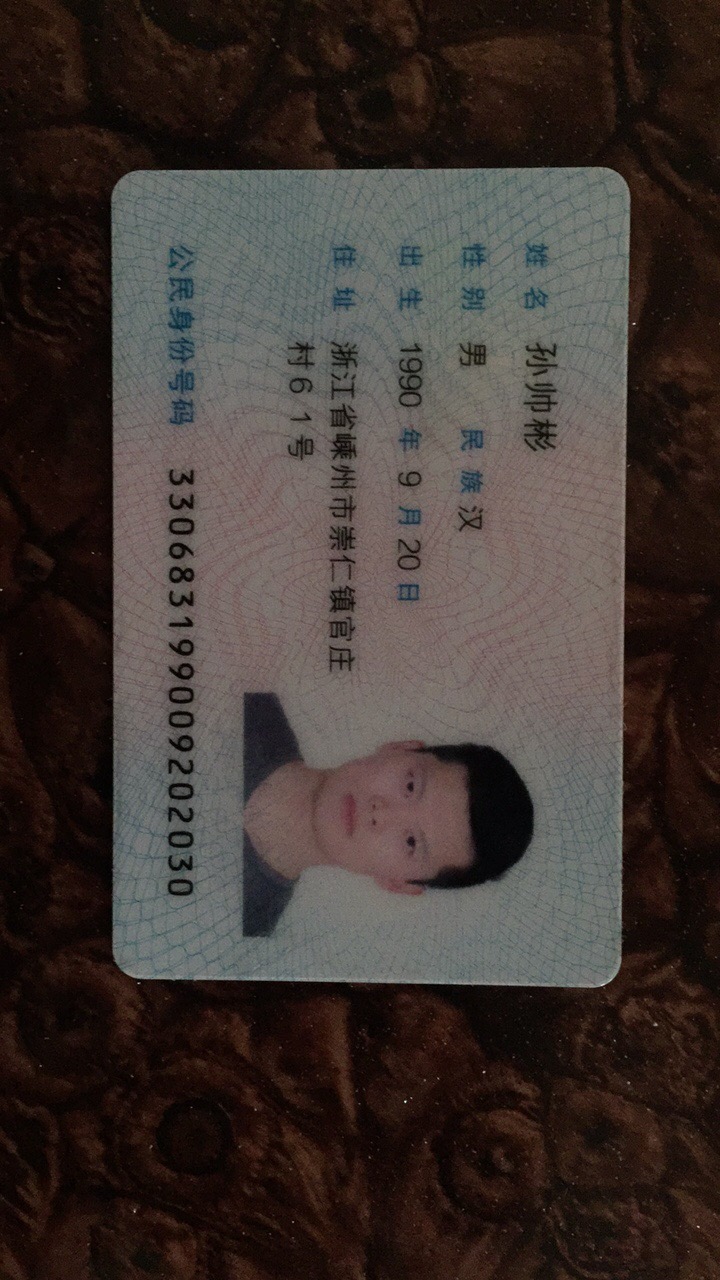 姓名 孙帅彬
性别 男 民族 汉
出生 1990 年 9 月 20 日
住址 浙江省嵊州市崇仁镇官庄
村61号
公民身份号码 330683199009202030